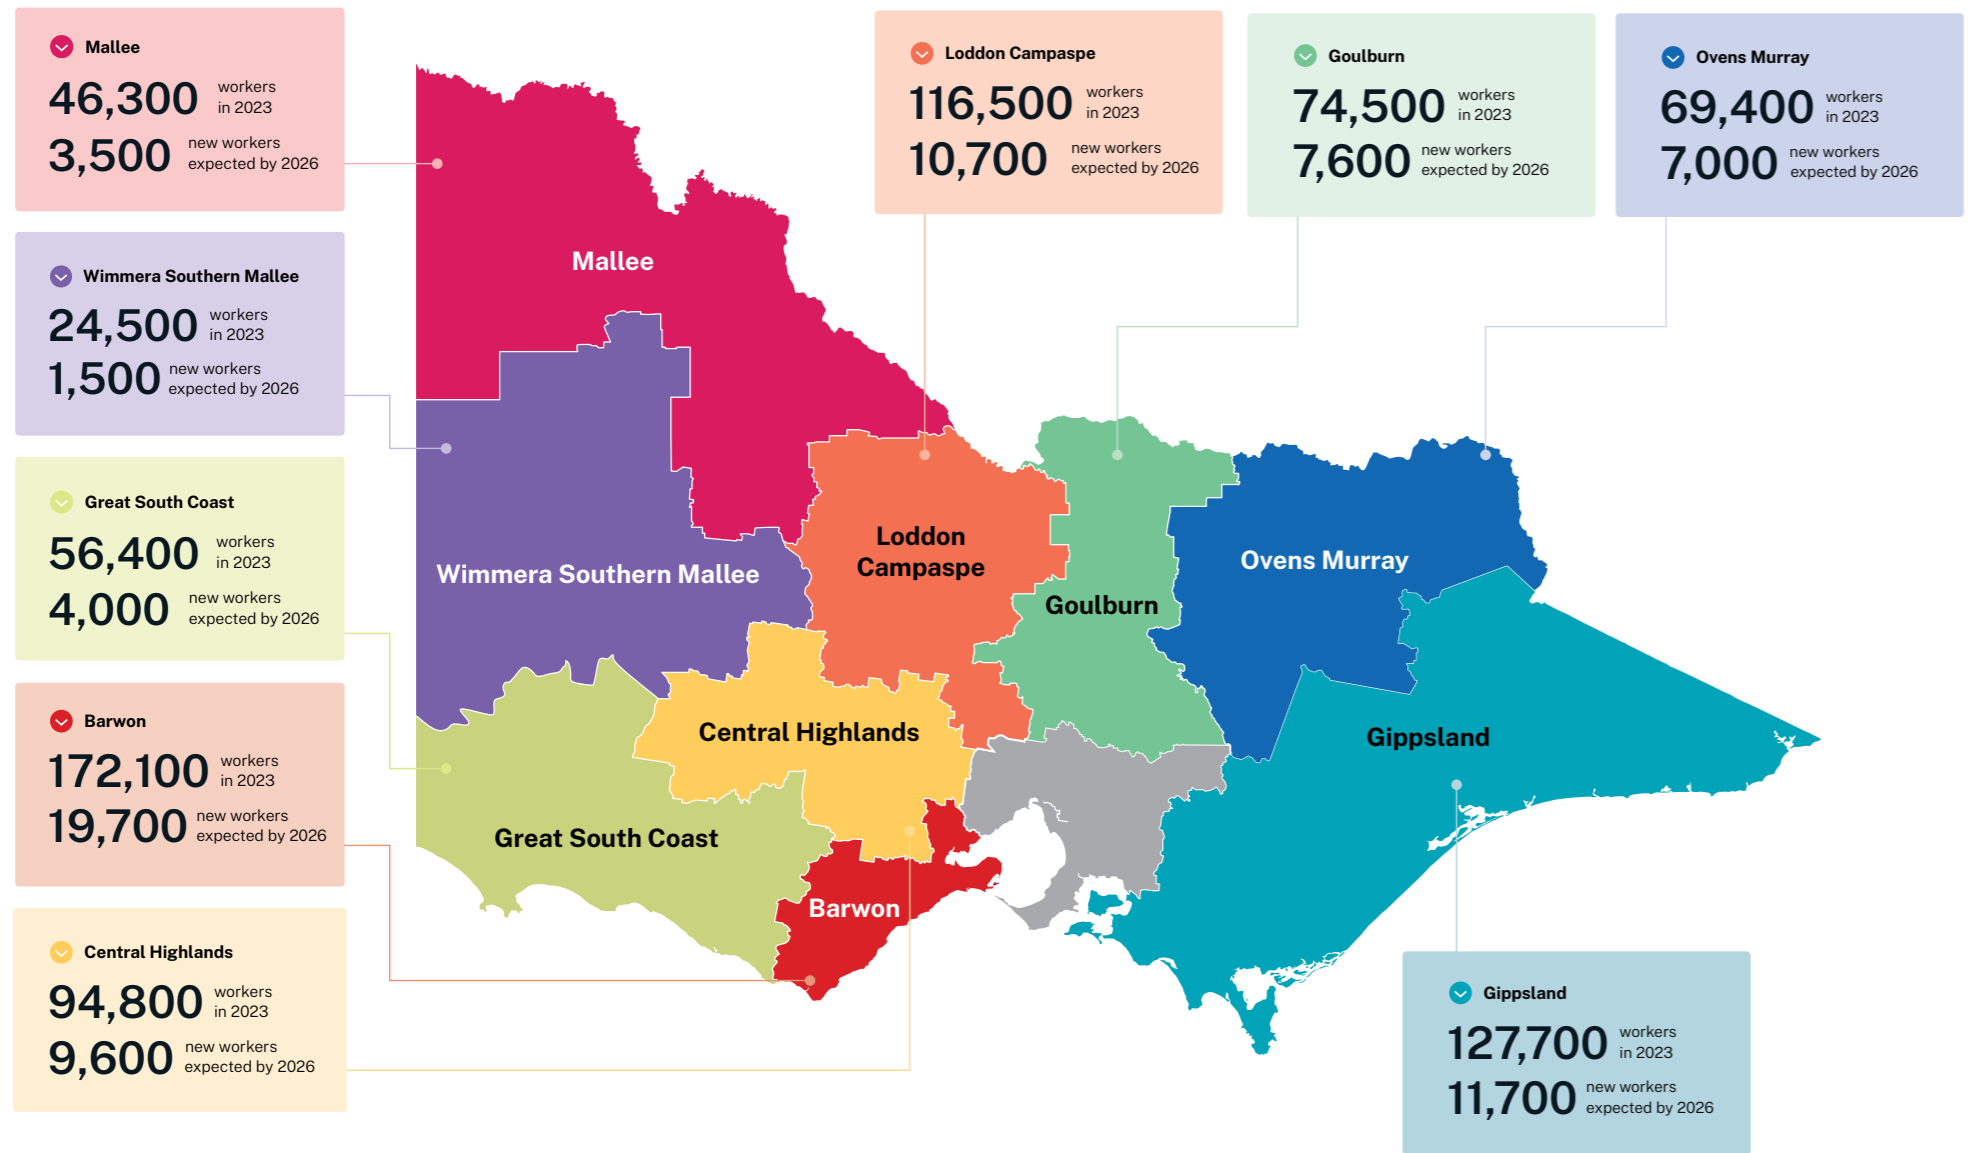 Mallee
46,300 workers
in 2023
3,500 new workers
expected by 2026
Wimmera Southern Mallee
24,500 workers
in 2023
1,500 new workers
expected by 2026
Great South Coast
56,400 workers
in 2023
4,000 new workers
expected by 2026
Barwon
172,100 workers
in 2023
19,700 new workers
expected by 2026
Central Highlands
94,800 workers
in 2023
9,600 new workers
expected by 2026
Loddon Campaspe
116,500 workers
in 2023
10,700 new workers
expected by 2026
Goulburn
74,500 workers
in 2023
7,600 new workers
expected by 2026
Ovens Murray
69,400 workers
in 2023
7,000 new workers
expected by 2026
Mallee
Wimmera Southern Mallee
Loddon
Campaspe
Goulburn
Ovens Murray
Central Highlands
Gippsland
Great South Coast
Barwon
Gippsland
127,700 workers
in 2023
11,700 new workers
expected by 2026